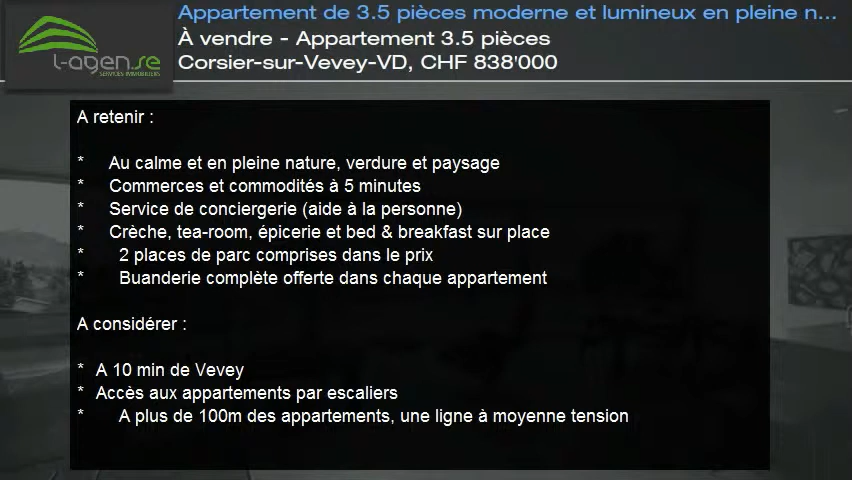 Appartement de 3.5 pièces moderne et lumineux en pleine n...
À vendre - Appartement 3.5 pièces
Corsier-sur-Vevey-VD, CHF 838'000
L-agence
SERVICES IMMOBILIERS
A retenir :
* Au calme et en pleine nature, verdure et paysage
* Commerces et commodités à 5 minutes
* Service de conciergerie (aide à la personne)
* Crèche, tea-room, épicerie et bed & breakfast sur place
* 2 places de parc comprises dans le prix
* Buanderie complète offerte dans chaque appartement
A considérer :
* A 10 min de Vevey
* Accès aux appartements par escaliers
* A plus de 100m des appartements, une ligne à moyenne tension